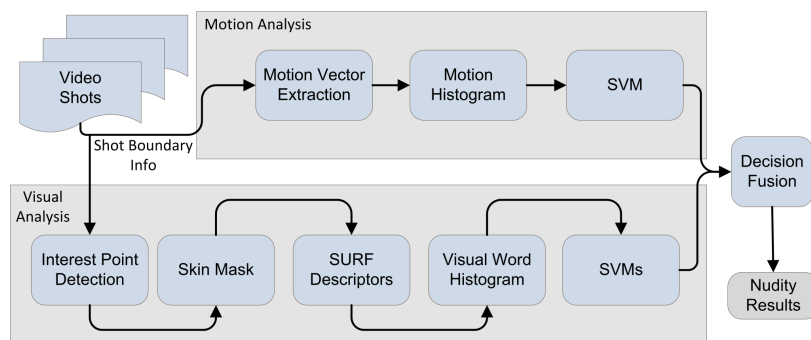 Motion Analysis
Video
Shots
Motion Vector
Extraction
Motion
Histogram
SVM
Shot Boundary
Info
Decision
Fusion
Visual
Analysis
Interest Point
Detection
Skin Mask
SURF
Descriptors
Visual Word
Histogram
SVMs
Nudity
Results